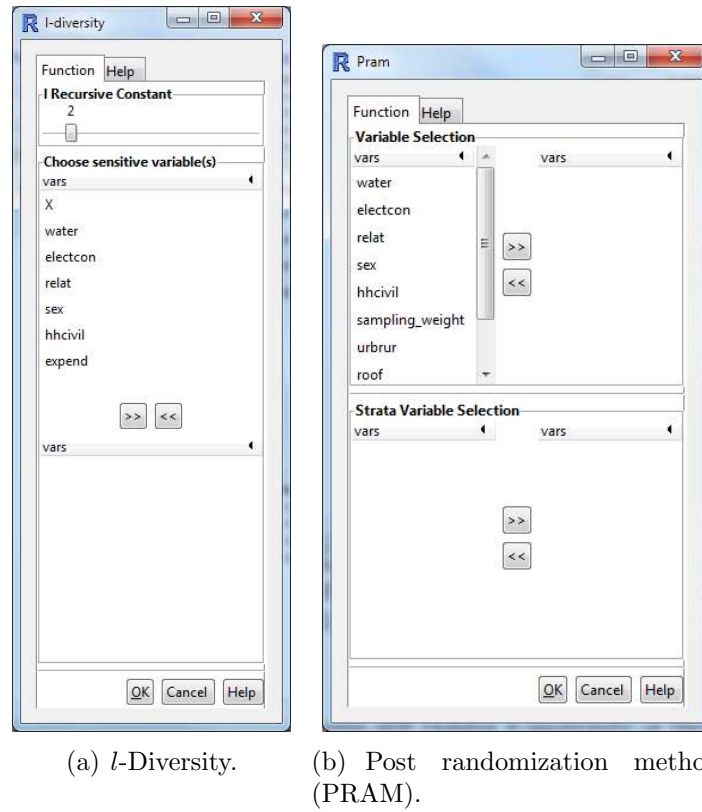 l-diversity
Function Help
l Recursive Constant
2
Choose sensitive variable(s)
vars
X
water
electcon
relat
sex
hhcivil
expend
>> <<
vars
OK Cancel Help
(a) l-Diversity.
Pram
Function Help
Variable Selection
vars vars
water
electcon
relat
sex
hhcivil
sampling_weight
urbrur
roof
>>
<<
Strata Variable Selection
vars vars
>>
<<
OK Cancel Help
(b) Post randomization metho
(PRAM).